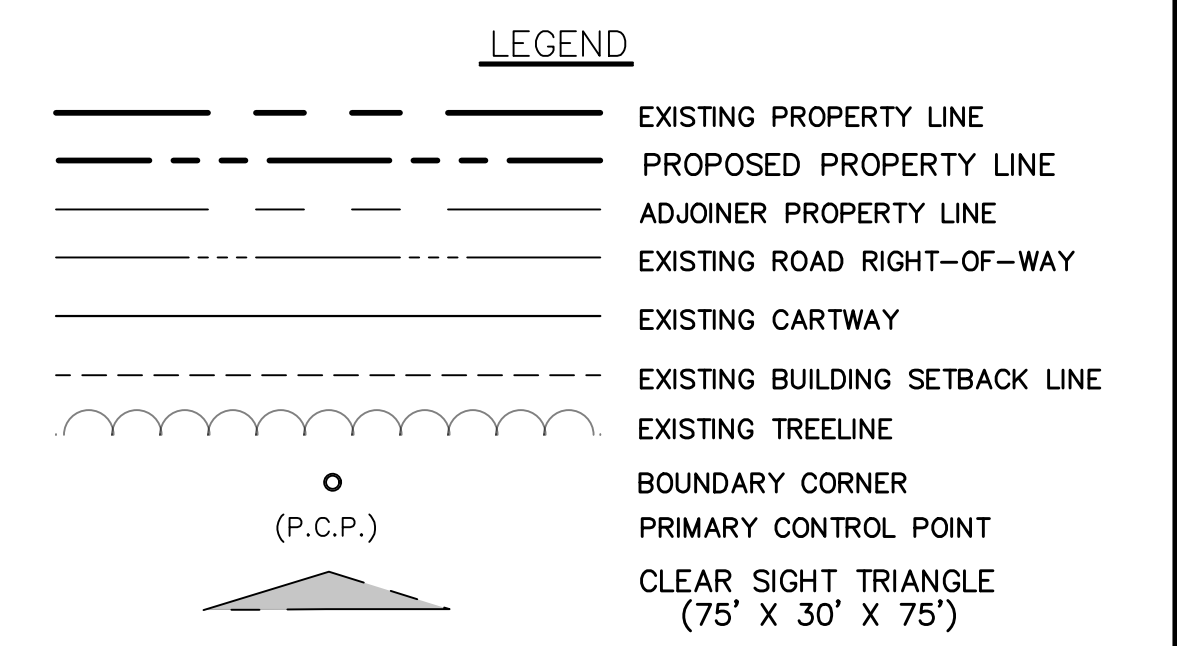 LEGEND
EXISTING PROPERTY LINE
PROPOSED PROPERTY LINE
ADJOINER PROPERTY LINE
EXISTING ROAD RIGHT-OF-WAY
EXISTING CARTWAY
EXISTING BUILDING SETBACK LINE
EXISTING TREELINE
BOUNDARY CORNER
(P.C.P.) PRIMARY CONTROL POINT
CLEAR SIGHT TRIANGLE
(75' X 30' X 75')